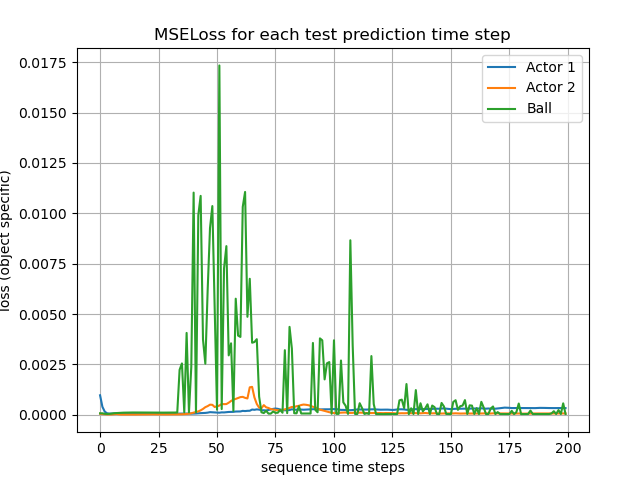 MSELoss for each test prediction time step
Actor 1
Actor 2
Ball
loss (object specific)
0.0175
0.0150
0.0125
0.0100
0.0075
0.0050
0.0025
0.0000
0 25 50 75 100 125 150 175 200
sequence time steps